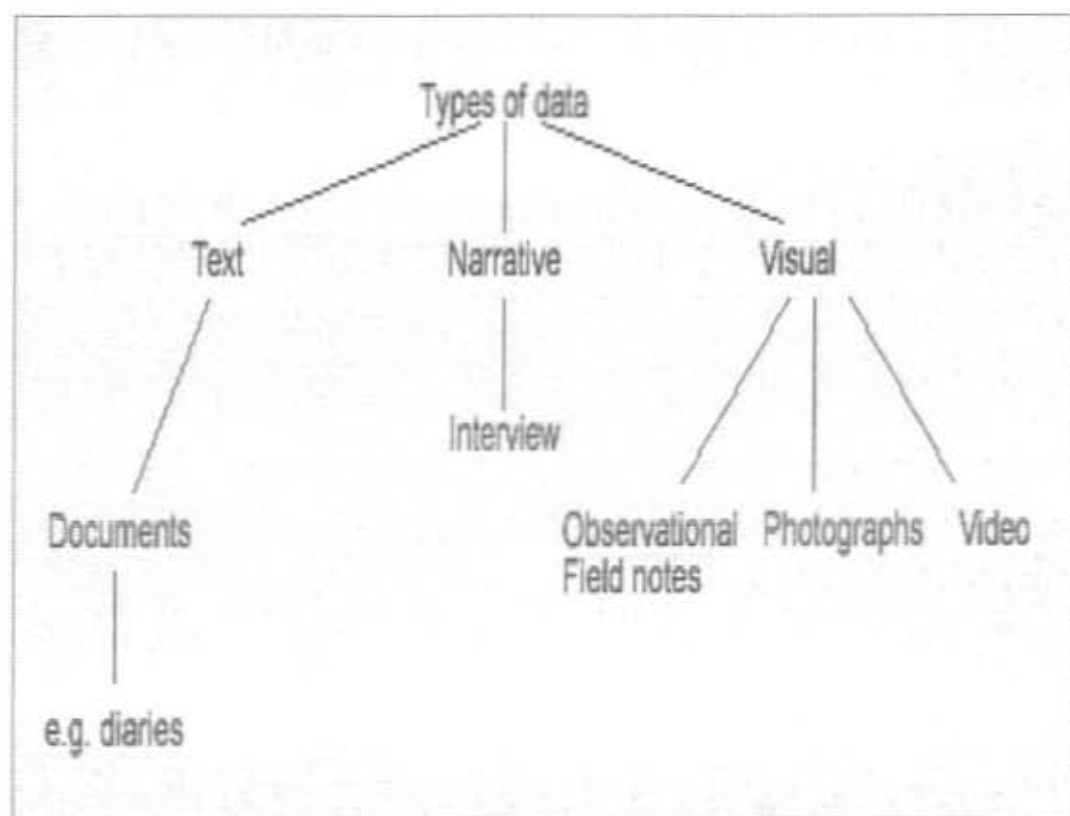 Types of data
Text
Narrative
Visual
Interview
Documents
Observational
Field notes
Photographs
Video
e.g. diaries